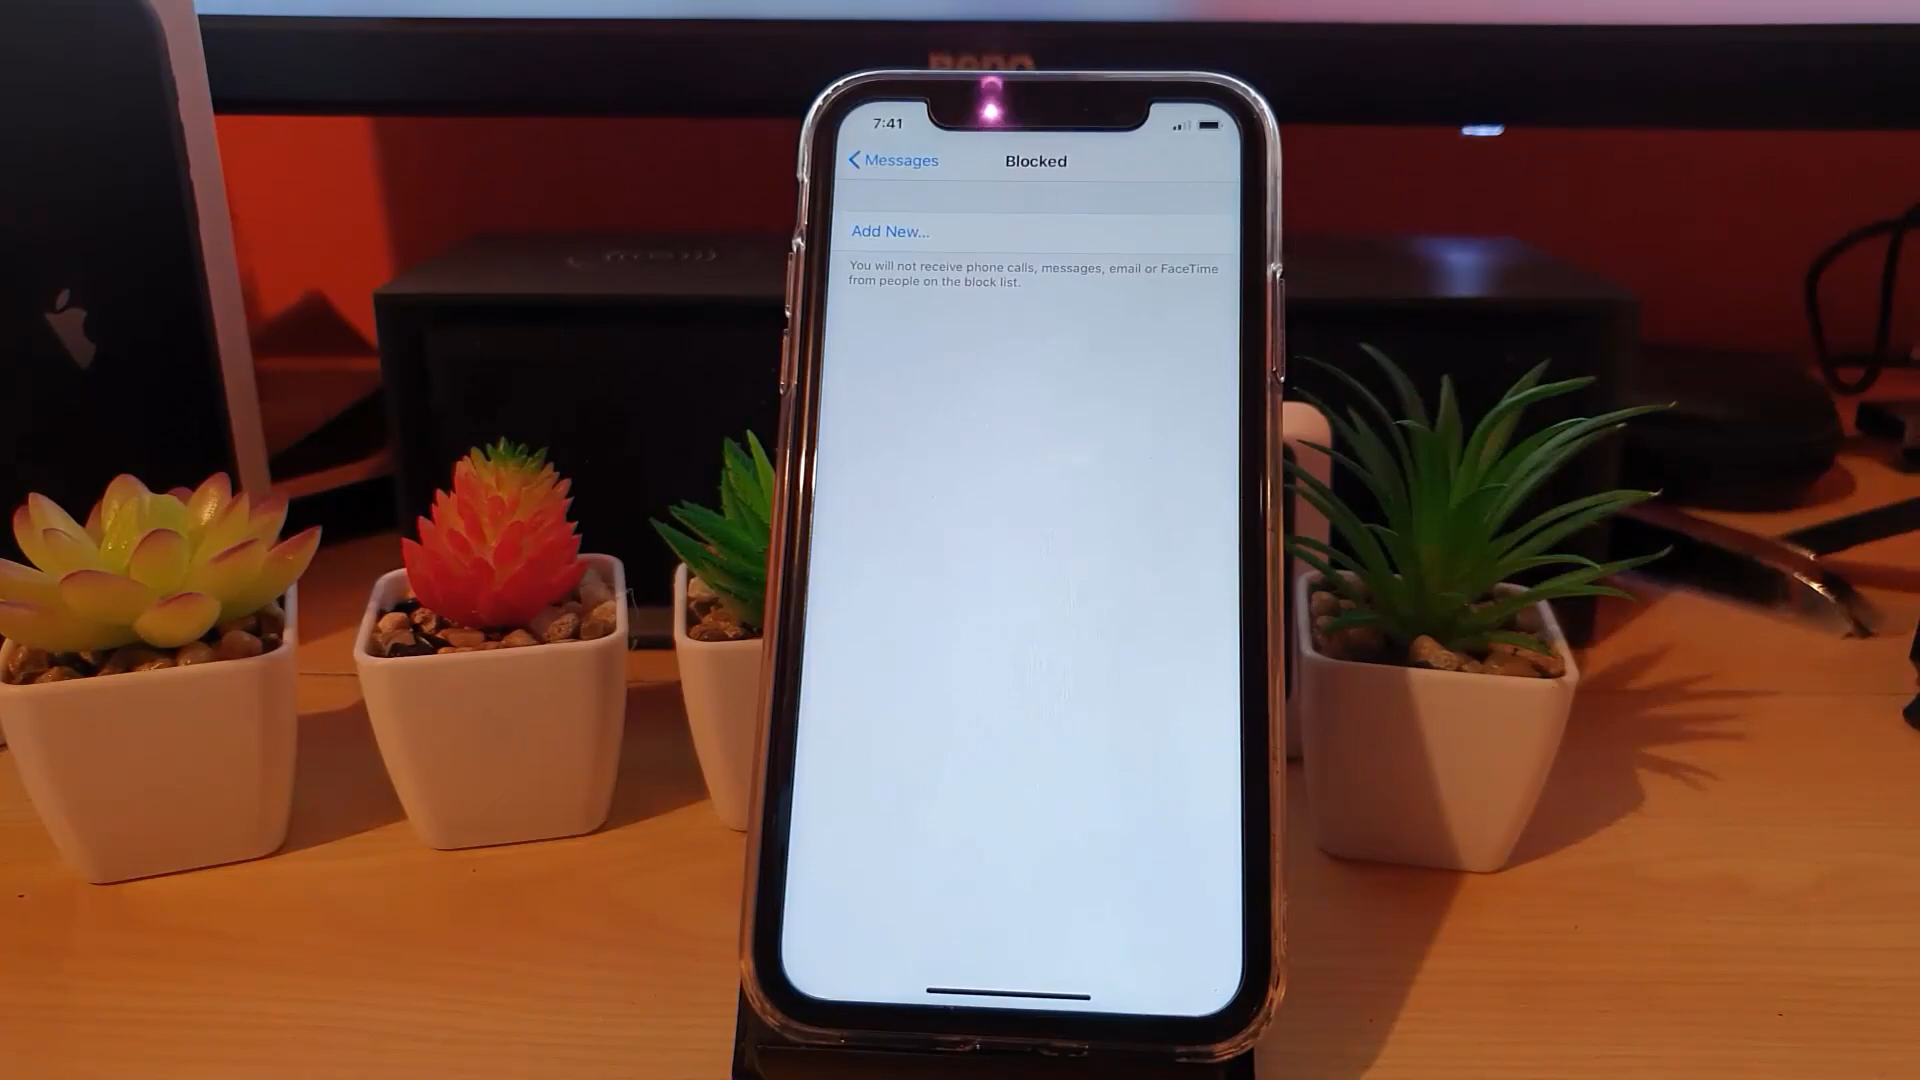 7:41
Messages
Blocked
Add New...
You will not receive phone calls, messages, email or FaceTime
from people on the block list.